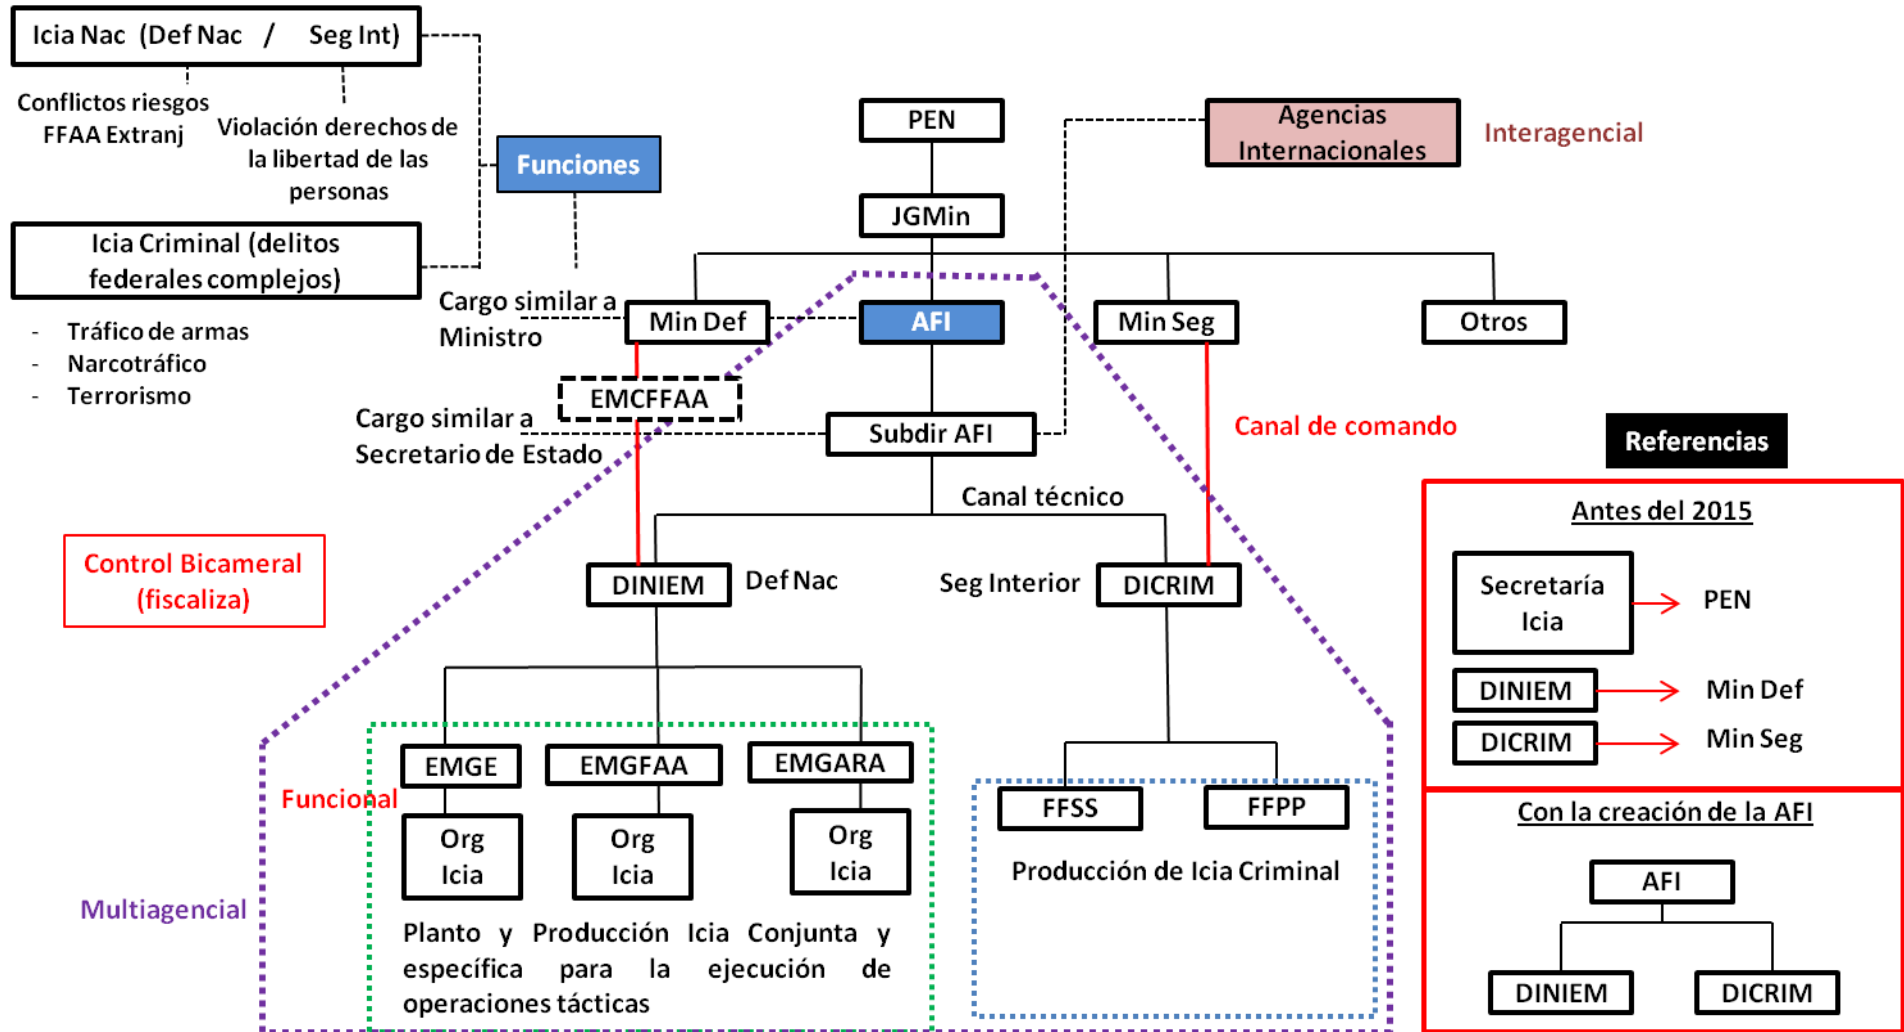 Icia Nac (Def Nac / Seg Int)
Conflictos riesgos
FFAA Extranj
Violación derechos de
la libertad de las
personas
Funciones
Icia Criminal (delitos
federales complejos)
- Tráfico de armas
- Narcotráfico
- Terrorismo
PEN
JGMin
Agencias
Internacionales
Interagencial
Cargo similar a
Ministro
Min Def
AFI
Min Seg
Otros
EMCFFAA
Cargo similar a
Secretario de Estado
Subdir AFI
Canal de comando
Canal técnico
Control Bicameral
(fiscaliza)
DINIEM
Def Nac
Seg Interior
DICRIM
EMGE
EMGFAA
EMGARA
Funcional
Org
Icia
Org
Icia
Org
Icia
Multiagencial
Planto y Producción Icia Conjunta y
específica para la ejecución de
operaciones tácticas
FFSS
FFPP
Producción de Icia Criminal
Referencias
Antes del 2015
Secretaría
Icia
PEN
DINIEM
Min Def
DICRIM
Min Seg
Con la creación de la AFI
AFI
DINIEM
DICRIM